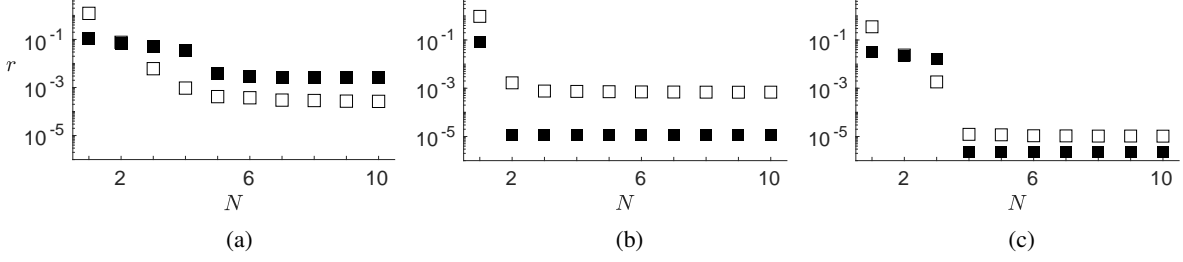 10^{-1} 10^{-1} 10^{-1}
r
10^{-3} 10^{-3} 10^{-3}
10^{-5} 10^{-5} 10^{-5}
2 6 10 2 6 10 2 6 10
N N N
(a) (b) (c)